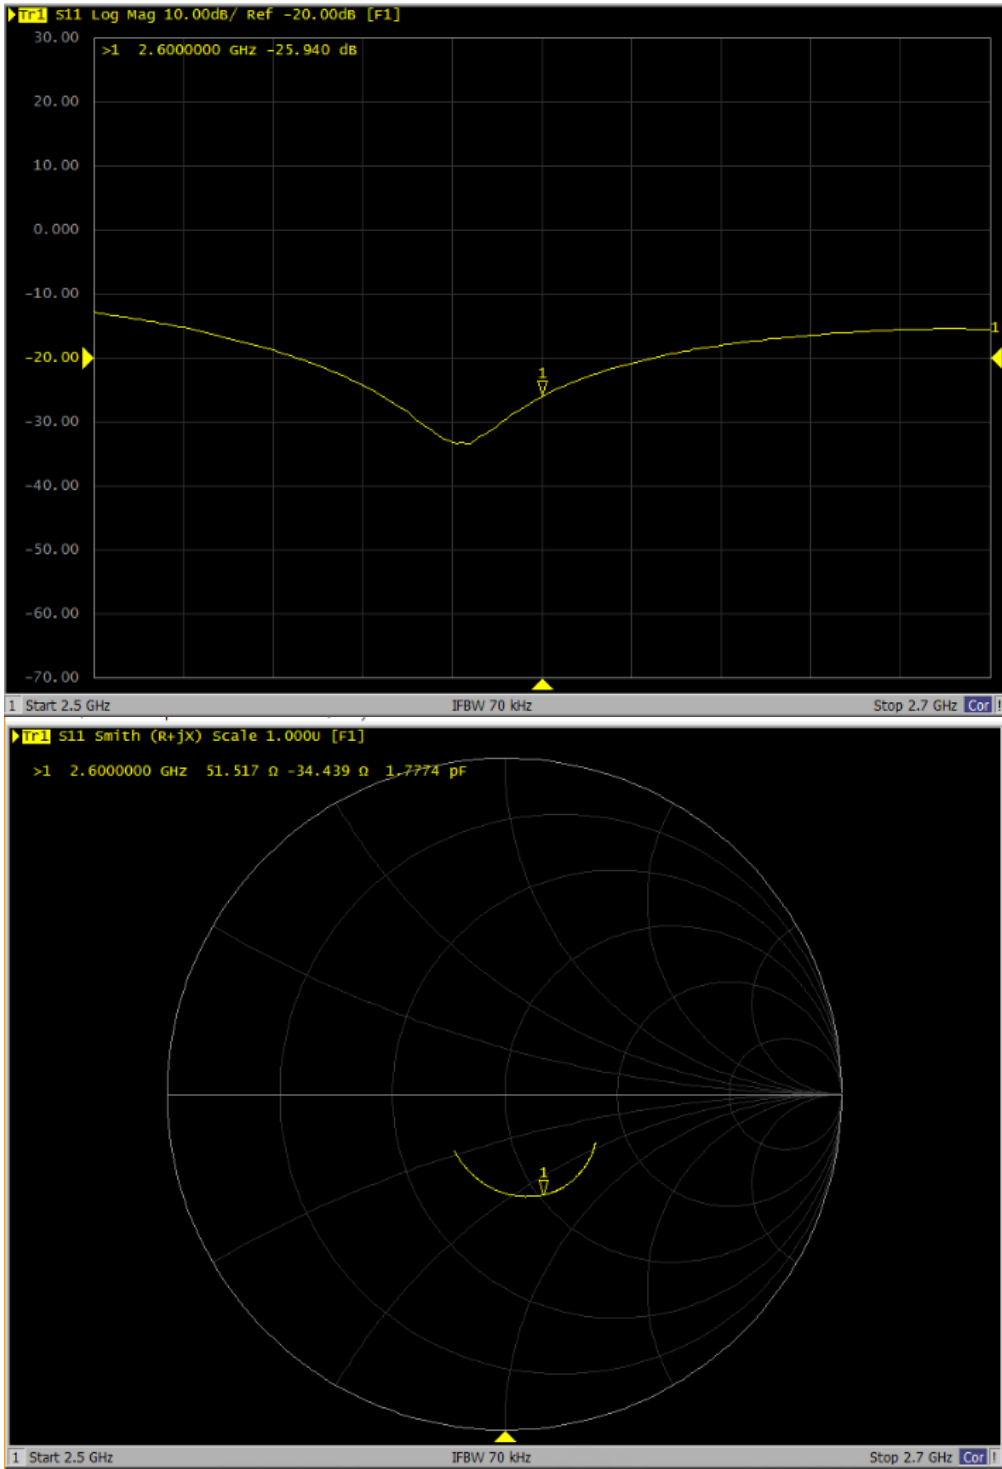 Tr1 S11 Log Mag 10.00dB/ Ref -20.00dB [F1]
30.00
>1 2.6000000 GHz -25.940 dB
20.00
10.00
0.000
-10.00
1
-20.00
1
-30.00
-40.00
-50.00
-60.00
-70.00
1 Start 2.5 GHz IFBW 70 kHz Stop 2.7 GHz Cor !
Tr1 S11 Smith (R+jX) Scale 1.000U [F1]
>1 2.6000000 GHz 51.517 Ω -34.439 Ω 1.7774 pF
1
1 Start 2.5 GHz IFBW 70 kHz Stop 2.7 GHz Cor !